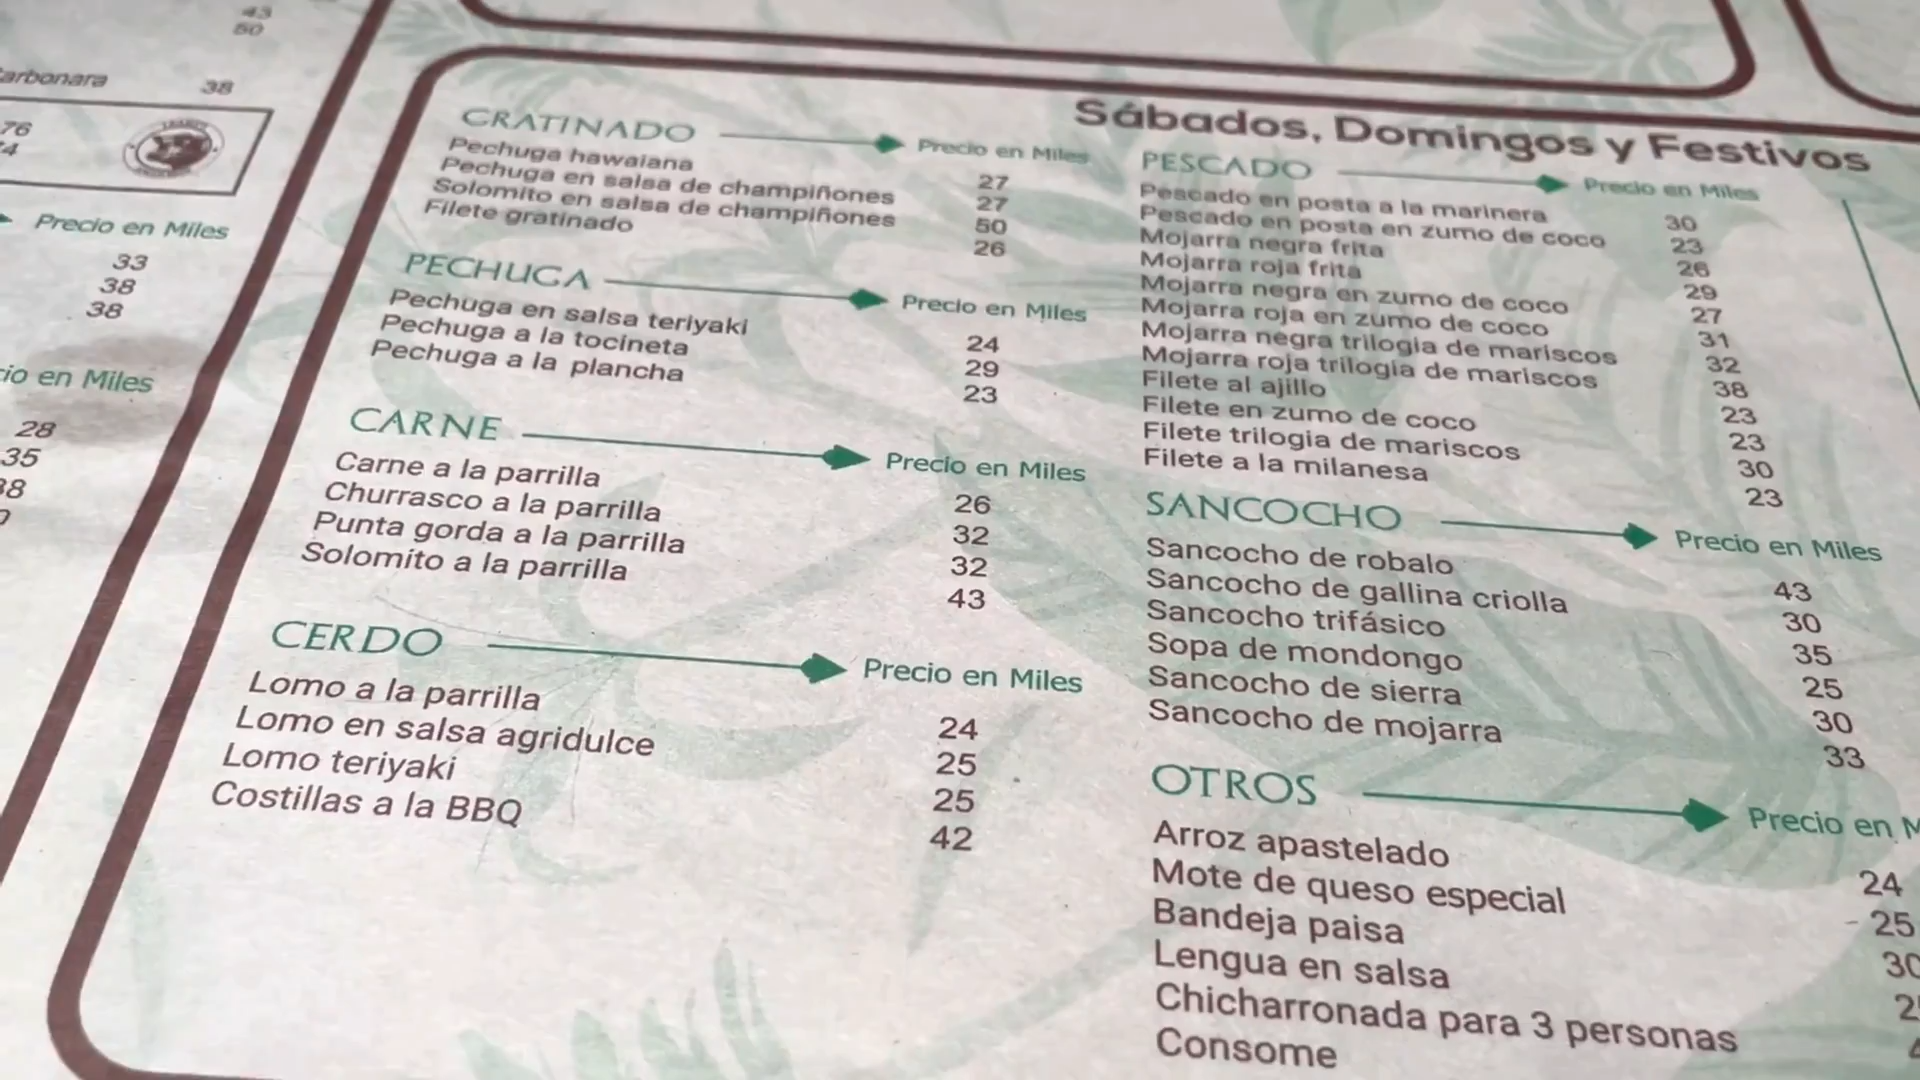 43
50
38
76
Precio en Miles
33
38
38
io en Miles
28
35
38
GRATINADO Precio en Miles
Pechuga hawaiana 27
Pechuga en salsa de champiñones 27
Solomito en salsa de champiñones 50
Filete gratinado 26
PECHUGA Precio en Miles
Pechuga en salsa teriyaki 24
Pechuga a la tocineta 29
Pechuga a la plancha 23
CARNE Precio en Miles
Carne a la parrilla 26
Churrasco a la parrilla 32
Punta gorda a la parrilla 32
Solomito a la parrilla 43
CERDO Precio en Miles
Lomo a la parrilla 24
Lomo en salsa agridulce 25
Lomo teriyaki 25
Costillas a la BBQ 42
Sábados, Domingos y Festivos
PESCADO Precio en Miles
Pescado en posta a la marinera 30
Pescado en posta en zumo de coco 23
Mojarra negra frita 26
Mojarra roja frita 29
Mojarra negra en zumo de coco 27
Mojarra roja en zumo de coco 31
Mojarra negra trilogia de mariscos 32
Mojarra roja trilogia de mariscos 38
Filete al ajillo 23
Filete en zumo de coco 23
Filete trilogia de mariscos 30
Filete a la milanesa 23
SANCOCHO Precio en Miles
Sancocho de robalo 43
Sancocho de gallina criolla 30
Sancocho trifásico 35
Sopa de mondongo 25
Sancocho de sierra 30
Sancocho de mojarra 33
OTROS Precio en M
Arroz apastelado 24
Mote de queso especial 25
Bandeja paisa 30
Lengua en salsa
Chicharronada para 3 personas
Consome